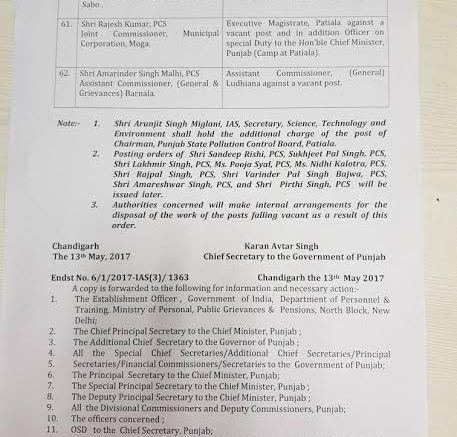 Sabo .
61. Shri Rajesh Kumar, PCS Executive Magistrate, Patiala against a
Joint Commissioner, Municipal vacant post and in addition Officer on
Corporation, Moga. special Duty to the Hon'ble Chief Minister,
Punjab (Camp at Patiala).
62. Shri Amarinder Singh Malhi, PCS Assistant Commissioner, (General)
Assistant Commissioner, (General & Ludhiana against a vacant post.
Grievances) Barnala.
Note:- 1. Shri Arunjit Singh Miglani, IAS, Secretary, Science, Technology and
Environment shall hold the additional charge of the post of
Chairman, Punjab State Pollution Control Board, Patiala.
2. Posting orders of Shri Sandeep Rishi, PCS, Sukhjeet Pal Singh, PCS,
Shri Lakhmir Singh, PCS, Ms. Pooja Syal, PCS, Ms. Nidhi Kalotra, PCS,
Shri Rajpal Singh, PCS, Shri Varinder Pal Singh Bajwa, PCS,
Shri Amareshwar Singh, PCS, and Shri Pirthi Singh, PCS will be
issued later.
3. Authorities concerned will make internal arrangements for the
disposal of the work of the posts falling vacant as a result of this
order.
Chandigarh Karan Avtar Singh
The 13th May, 2017 Chief Secretary to the Government of Punjab
Endst No. 6/1/2017-IAS(3)/ 1363 Chandigarh the 13th May 2017
A copy is forwarded to the following for information and necessary action:-
1. The Establishment Officer , Government of India, Department of Personnel &
Training, Ministry of Personal, Public Grievances & Pensions, North Block, New
Delhi;
2. The Chief Principal Secretary to the Chief Minister, Punjab ;
3. The Additional Chief Secretary to the Governor of Punjab ;
4. All the Special Chief Secretaries/Additional Chief Secretaries/Principal
5. Secretaries/Financial Commissioners/Secretaries to the Government of Punjab;
6. The Principal Secretary to the Chief Minister, Punjab;
7. The Special Principal Secretary to the Chief Minister, Punjab ;
8. The Deputy Principal Secretary to the Chief Minister, Punjab ;
9. All the Divisional Commissioners and Deputy Commissioners, Punjab;
10. The officers concerned ;
11. OSD to the Chief Secretary, Punjab;